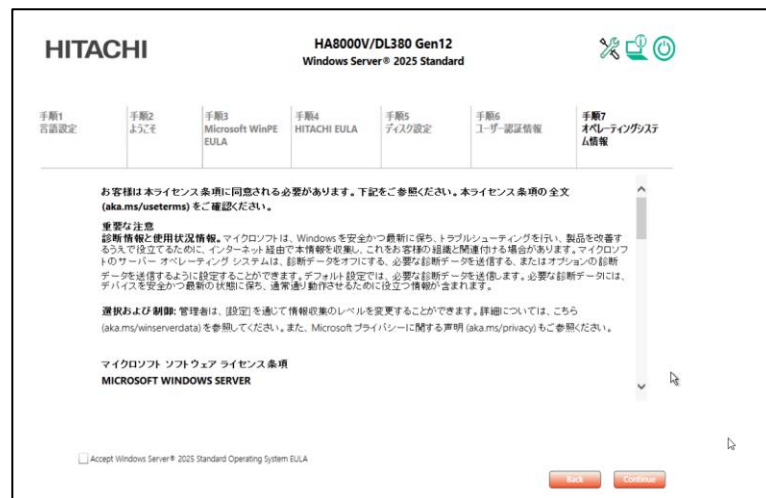 HITACHI
HA8000V/DL380 Gen12
Windows Server® 2025 Standard
手順1
言語設定
手順2
ようこそ
手順3
Microsoft WinPE
EULA
手順4
HITACHI EULA
手順5
ディスク設定
手順6
ユーザー認証情報
手順7
オペレーティングシステ
ム情報
お客様は本ライセンス条項に同意される必要があります。下記をご参照ください。本ライセンス条項の全文
(aka.ms/useterms) をご確認ください。
重要な注意
診断情報と使用状況情報。マイクロソフトは、Windows を安全かつ最新に保ち、トラブルシューティングを行い、製品を改善す
るうえで役立てるために、インターネット経由で本情報を収集し、これをお客様の組織と関連付ける場合があります。マイクロソフ
トのサーバー オペレーティング システムは、診断データをオフにする、必要な診断データを送信する、またはオプションの診断
データを送信するように設定することができます。デフォルト設定では、必要な診断データを送信します。必要な診断データには、
デバイスを安全かつ最新の状態に保ち、通常通り動作させるために役立つ情報が含まれます。
選択および制御: 管理者は、[設定] を通じて情報収集のレベルを変更することができます。詳細については、こちら
(aka.ms/winserverdata) を参照してください。また、Microsoft プライバシーに関する声明 (aka.ms/privacy) もご参照ください。
マイクロソフト ソフトウェア ライセンス条項
MICROSOFT WINDOWS SERVER
Accept Windows Server® 2025 Standard Operating System EULA
Back
Continue